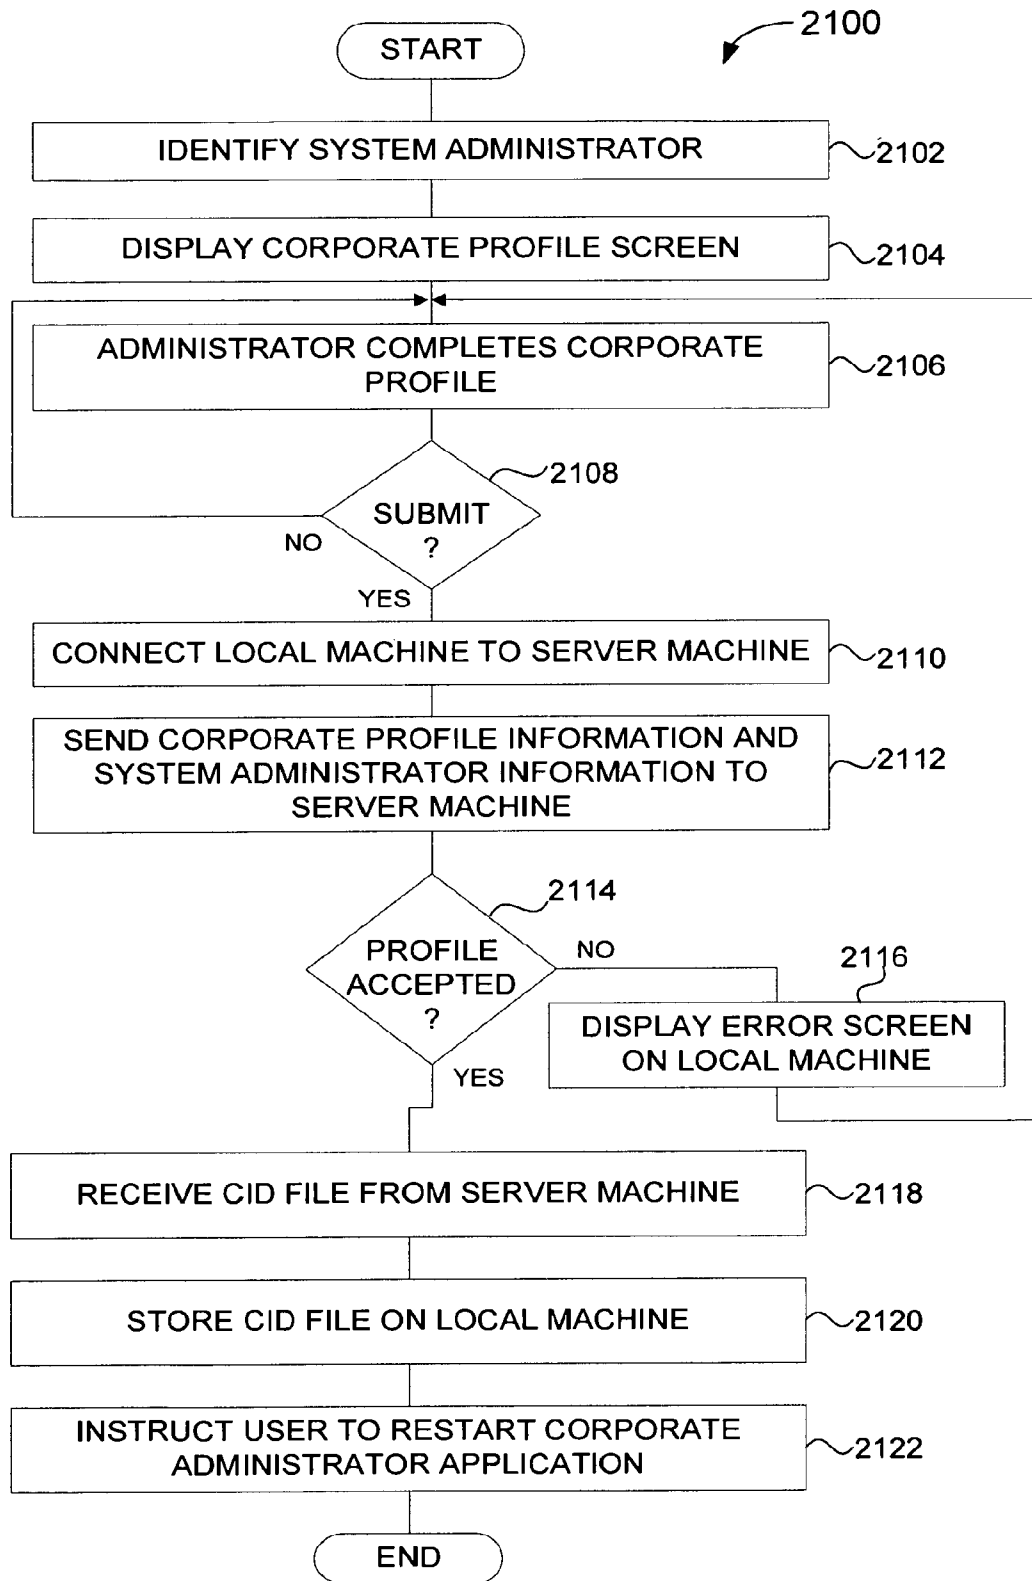 2100
START
IDENTIFY SYSTEM ADMINISTRATOR
2102
DISPLAY CORPORATE PROFILE SCREEN
2104
ADMINISTRATOR COMPLETES CORPORATE
PROFILE
2106
2108
SUBMIT
?
NO
YES
CONNECT LOCAL MACHINE TO SERVER MACHINE
2110
SEND CORPORATE PROFILE INFORMATION AND
SYSTEM ADMINISTRATOR INFORMATION TO
SERVER MACHINE
2112
2114
PROFILE
ACCEPTED
?
NO
YES
2116
DISPLAY ERROR SCREEN
ON LOCAL MACHINE
RECEIVE CID FILE FROM SERVER MACHINE
2118
STORE CID FILE ON LOCAL MACHINE
2120
INSTRUCT USER TO RESTART CORPORATE
ADMINISTRATOR APPLICATION
2122
END